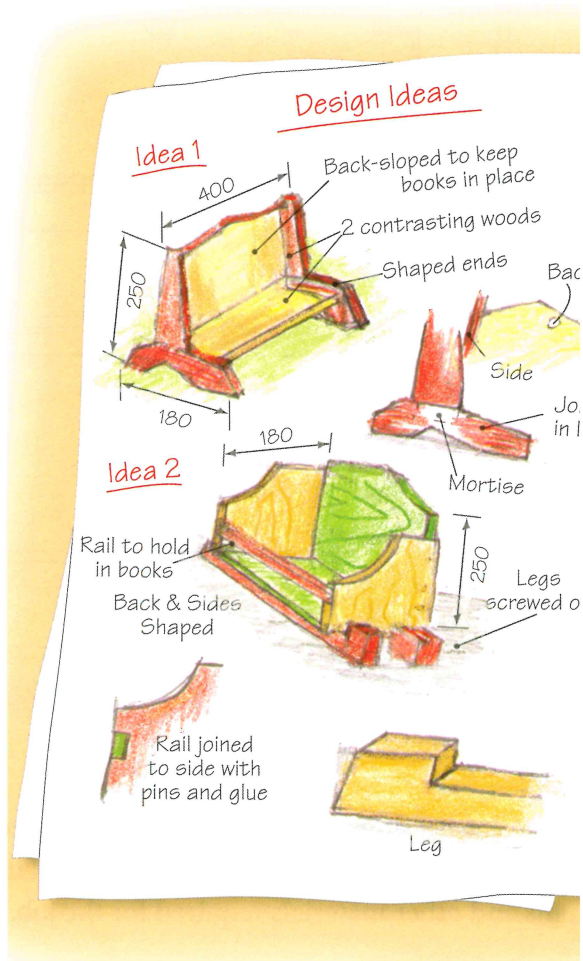 Design Ideas
Idea 1
400
Back-sloped to keep
books in place
2 contrasting woods
Shaped ends
250
180
Side
Mortise
Idea 2
180
Rail to hold
in books
Back & Sides
Shaped
250
Legs
screwed
Rail joined
to side with
pins and glue
Leg